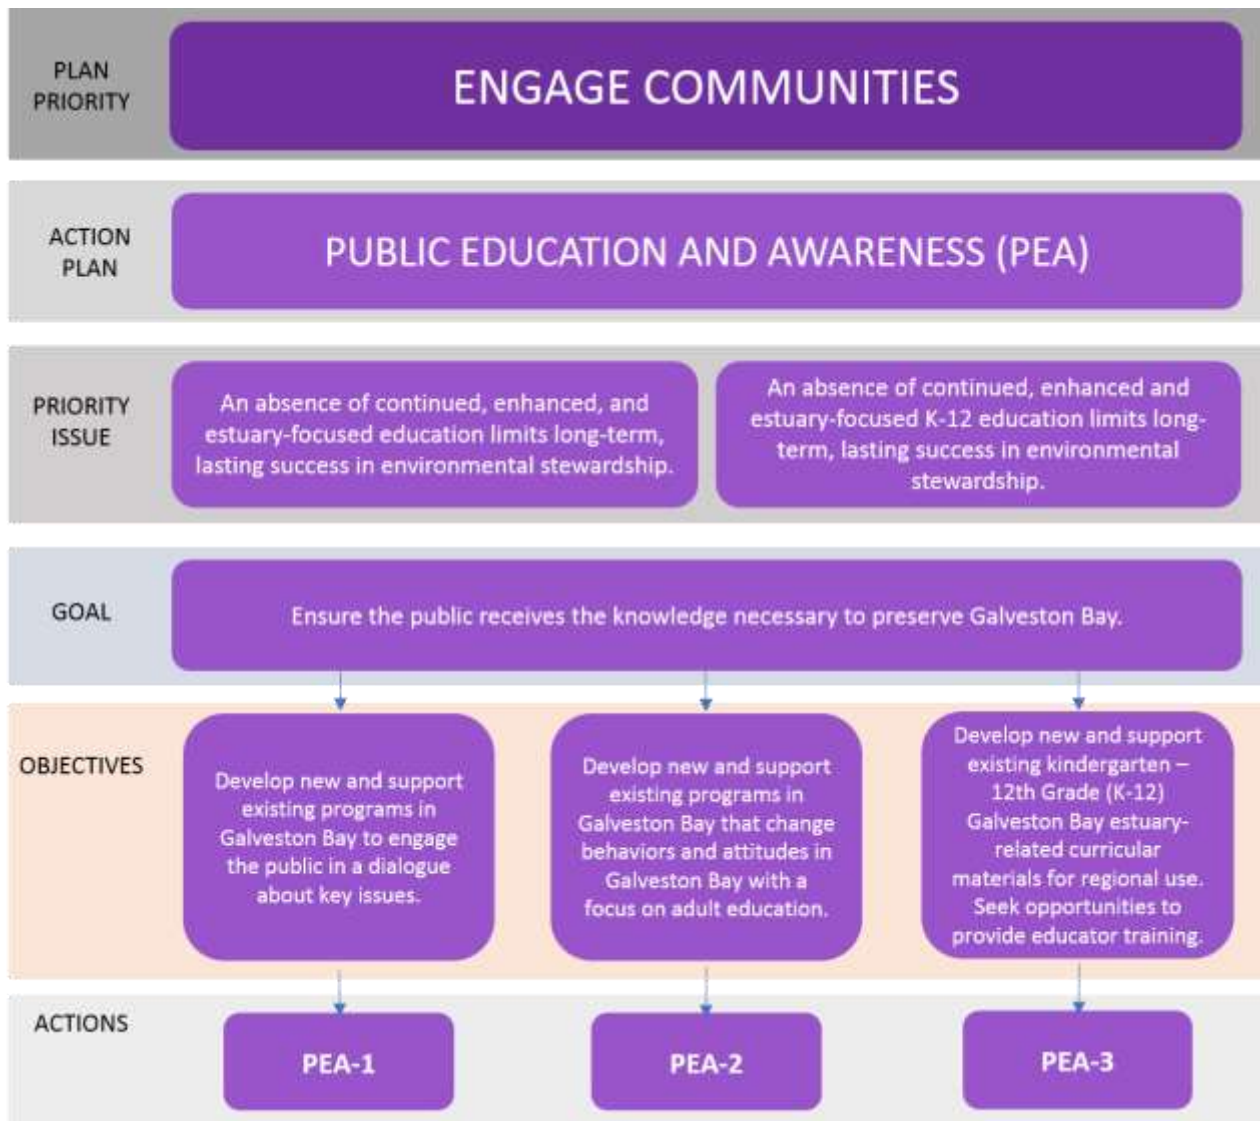 PLAN
PRIORITY
ENGAGE COMMUNITIES
ACTION
PLAN
PUBLIC EDUCATION AND AWARENESS (PEA)
PRIORITY
ISSUE
An absence of continued, enhanced, and
estuary-focused education limits long-term,
lasting success in environmental stewardship.
An absence of continued, enhanced and
estuary-focused K-12 education limits long-
term, lasting success in environmental
stewardship.
GOAL
Ensure the public receives the knowledge necessary to preserve Galveston Bay.
OBJECTIVES
Develop new and support
existing programs in
Galveston Bay to engage
the public in a dialogue
about key issues.
Develop new and support
existing programs in
Galveston Bay that change
behaviors and attitudes in
Galveston Bay with a
focus on adult education.
Develop new and support
existing kindergarten –
12th Grade (K-12)
Galveston Bay estuary-
related curricular
materials for regional use.
Seek opportunities to
provide educator training.
ACTIONS
PEA-1
PEA-2
PEA-3